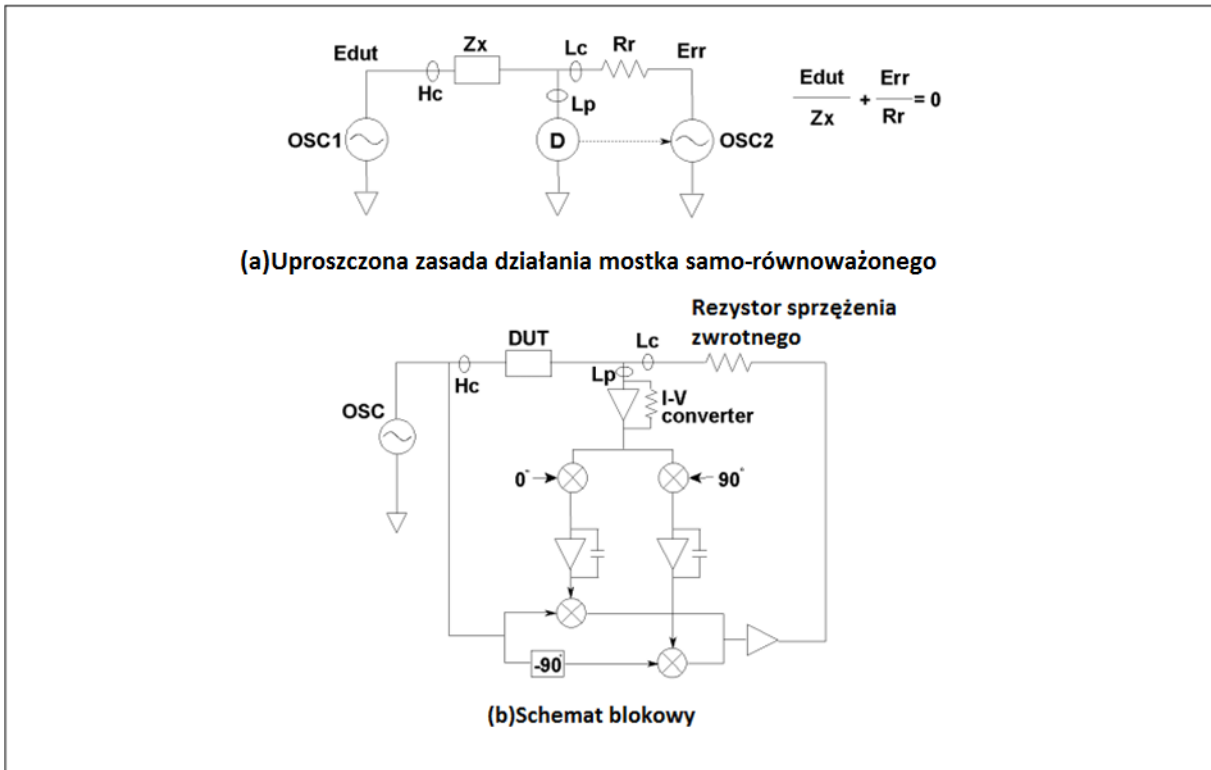 Edut
Zx
Lc
Rr
Err
Hc
Lp
OSC1
D
OSC2
Edut/Zx + Err/Rr = 0
(a)Uproszczona zasada działania mostka samo-równoważonego
Rezystor sprzężenia
zwrotnego
DUT
Lc
Hc
Lp
I-V
converter
OSC
0°
90°
-90°
(b)Schemat blokowy